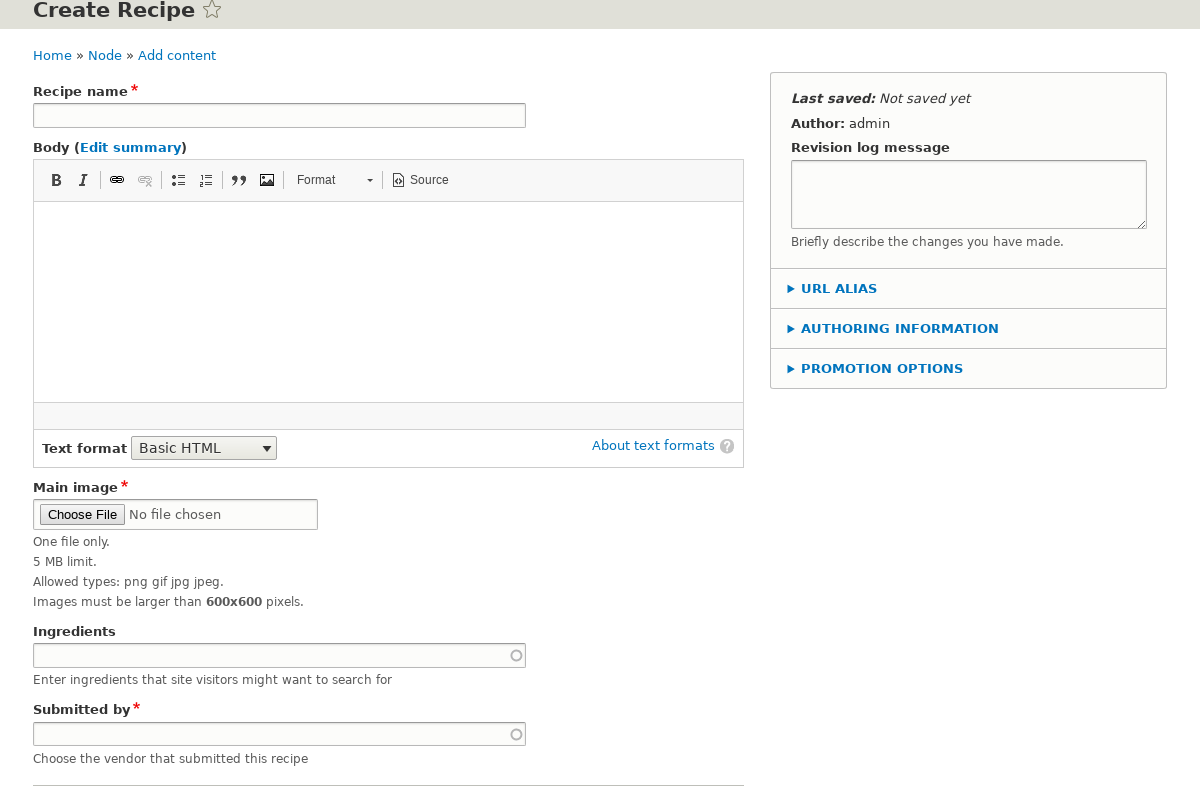 Create Recipe
Home » Node » Add content
Recipe name *
Body (Edit summary)
B I Format Source
Text format Basic HTML About text formats ?
Main image *
Choose File No file chosen
One file only.
5 MB limit.
Allowed types: png gif jpg jpeg.
Images must be larger than 600x600 pixels.
Ingredients
Enter ingredients that site visitors might want to search for
Submitted by *
Choose the vendor that submitted this recipe
Last saved: Not saved yet
Author: admin
Revision log message
Briefly describe the changes you have made.
URL ALIAS
AUTHORING INFORMATION
PROMOTION OPTIONS